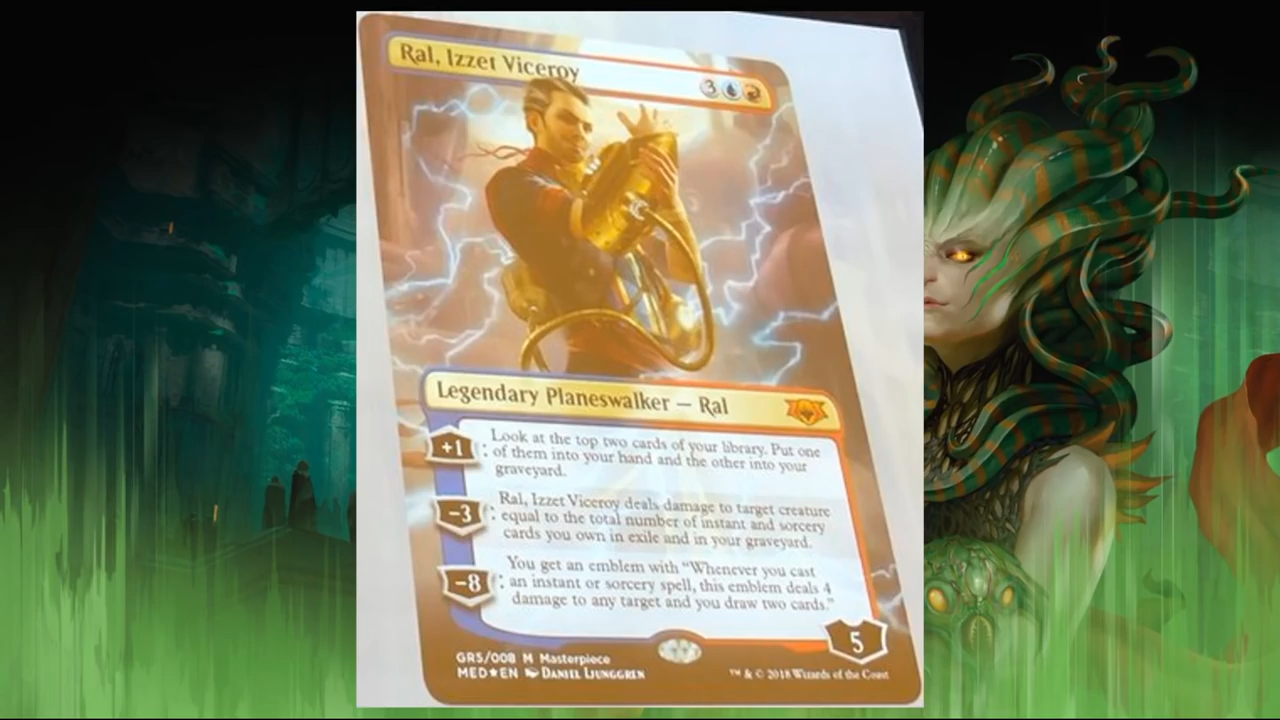 Ral, Izzet Viceroy
3
Legendary Planeswalker — Ral
+1 : Look at the top two cards of your library. Put one
of them into your hand and the other into your
graveyard.
−3 : Ral, Izzet Viceroy deals damage to target creature
equal to the total number of instant and sorcery
cards you own in exile and in your graveyard.
−8 : You get an emblem with “Whenever you cast
an instant or sorcery spell, this emblem deals 4
damage to any target and you draw two cards.”
5
GR5/008 M Masterpiece
MED★EN Daniel Ljunggren
™ & © 2018 Wizards of the Coast